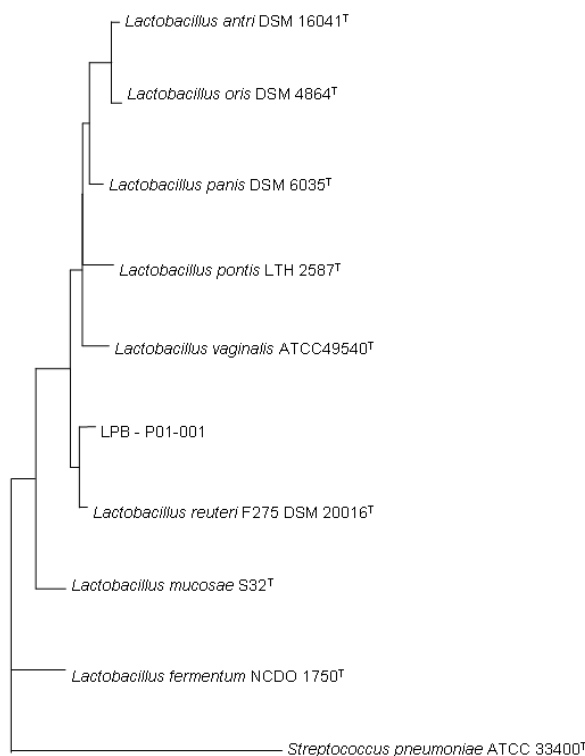 Lactobacillus antri DSM 16041ᵀ
Lactobacillus oris DSM 4864ᵀ
Lactobacillus panis DSM 6035ᵀ
Lactobacillus pontis LTH 2587ᵀ
Lactobacillus vaginalis ATCC49540ᵀ
LPB - P01-001
Lactobacillus reuteri F275 DSM 20016ᵀ
Lactobacillus mucosae S32ᵀ
Lactobacillus fermentum NCDO 1750ᵀ
Streptococcus pneumoniae ATCC 33400ᵀ